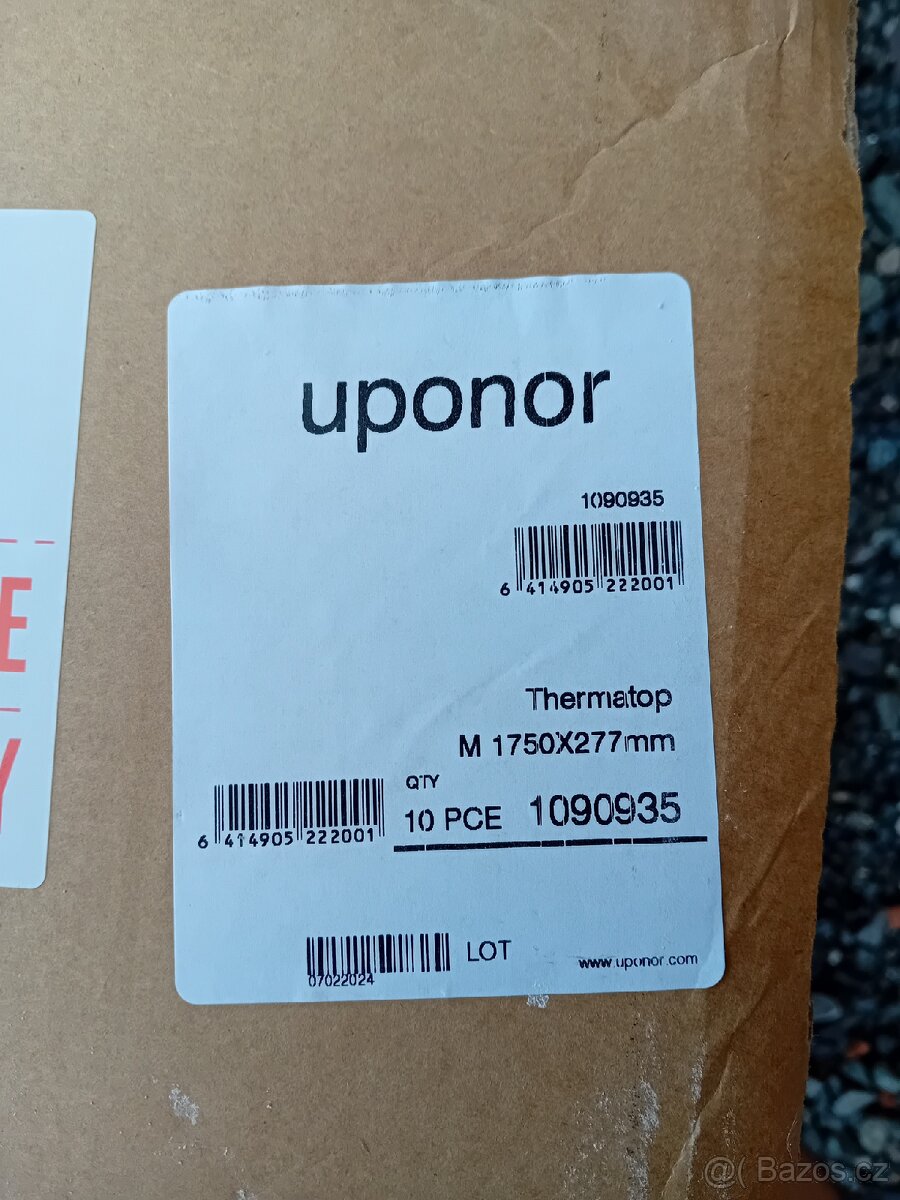 uponor
1090935
6 414905 222001
Thermatop
M 1750X277mm
QTY
10 PCE 1090935
6 414905 222001
07022024
LOT
www.uponor.com
E
Y
@( Bazos.cz